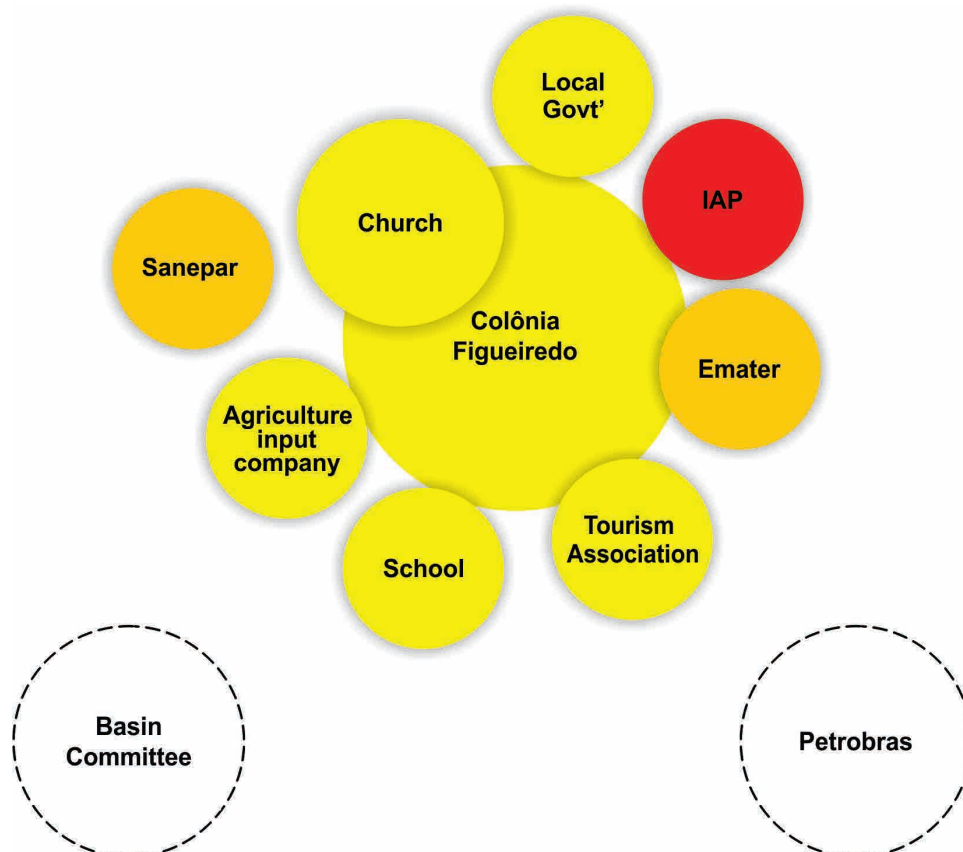 Local
Govt’
IAP
Church
Sanepar
Colônia
Figueiredo
Emater
Agriculture
input
company
Tourism
Association
School
Basin
Committee
Petrobras